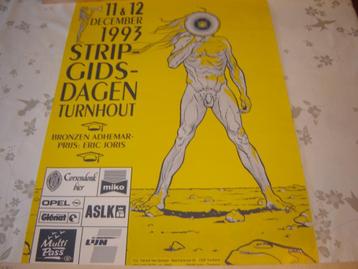 11 & 12
DECEMBER
1993
STRIP-
GIDS-
DAGEN
TURNHOUT
BRONZEN ADHEMAR-
PRIJS: ERIC JORIS
Corsendonk
bier
miko
OPEL
Glénat
ASLK
Multi
Pass
LIJN